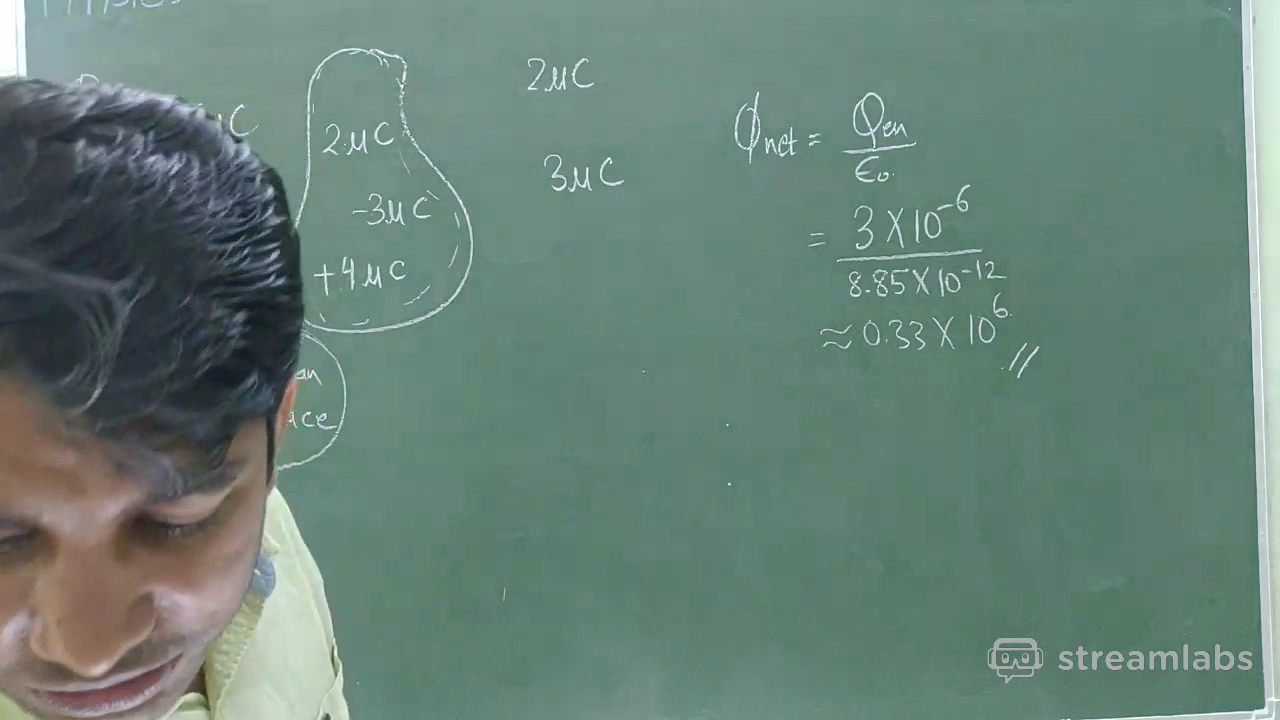 2μC
-3μC
+4μC
2μC
3μC
ϕnet = Qen
ϵ0
= 3 X 10^-6
8.85 X 10^-12
≈ 0.33 X 10^6 //
streamlabs